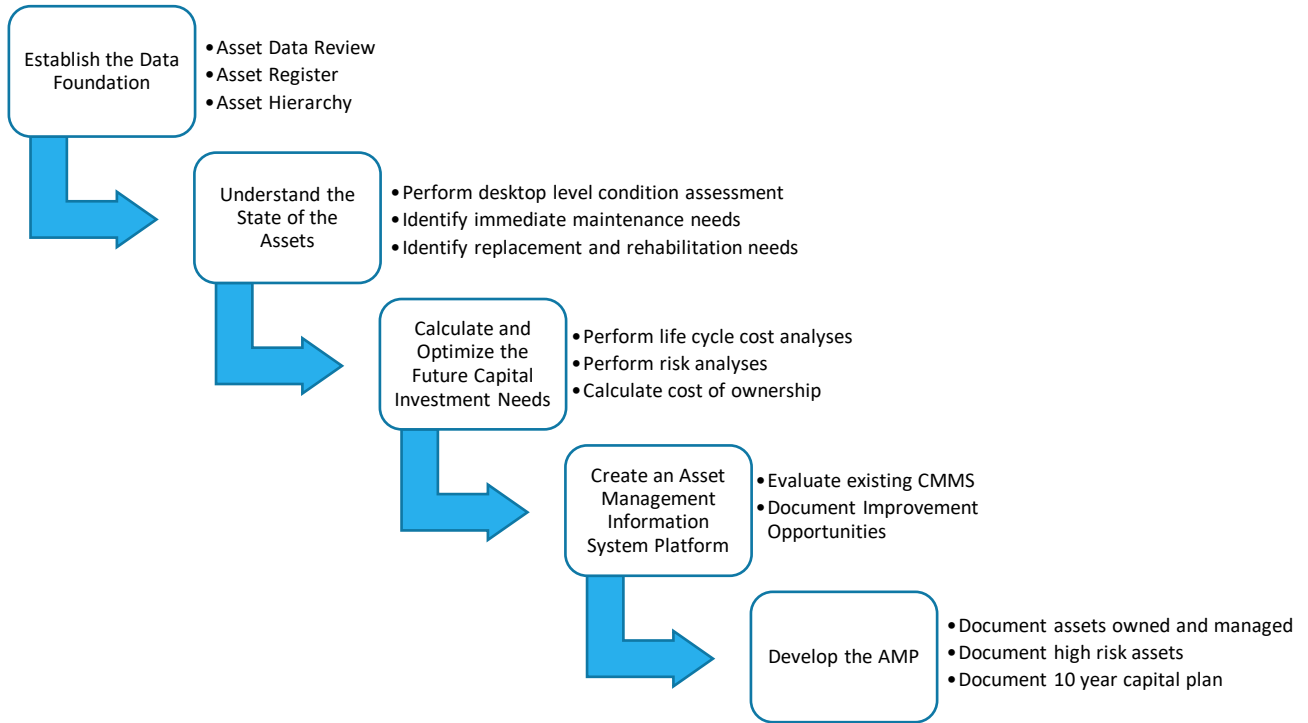 Establish the Data
Foundation
•Asset Data Review
•Asset Register
•Asset Hierarchy
Understand the
State of the
Assets
•Perform desktop level condition assessment
•Identify immediate maintenance needs
•Identify replacement and rehabilitation needs
Calculate and
Optimize the
Future Capital
Investment Needs
•Perform life cycle cost analyses
•Perform risk analyses
•Calculate cost of ownership
Create an Asset
Management
Information
System Platform
•Evaluate existing CMMS
•Document Improvement
Opportunities
Develop the AMP
•Document assets owned and managed
•Document high risk assets
•Document 10 year capital plan